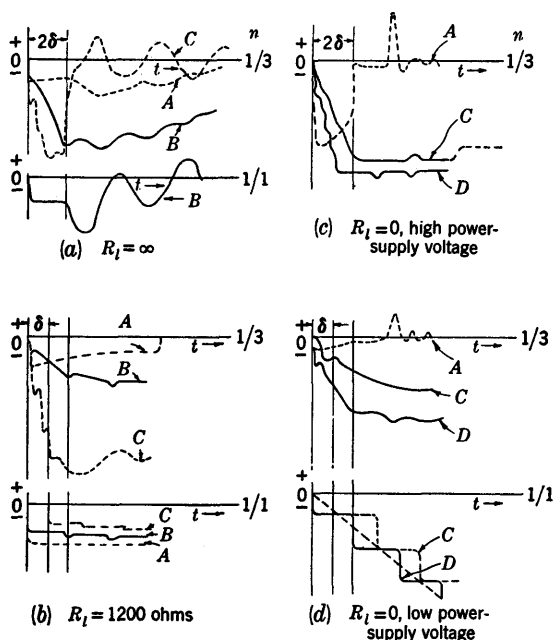 + 2δ C n
0 t 1/3
− A
B
+
0 t 1/1
− B
(a) R_l = ∞
+ 2δ A n
0 t 1/3
−
C
D
(c) R_l = 0, high power-
supply voltage
+ δ A
0 t 1/3
− B
C
t
+
0 t 1/1
− C
B
A
(b) R_l = 1200 ohms
+ δ
0 t 1/3
− A
C
D
+
0 t 1/1
− C
D
(d) R_l = 0, low power-
supply voltage